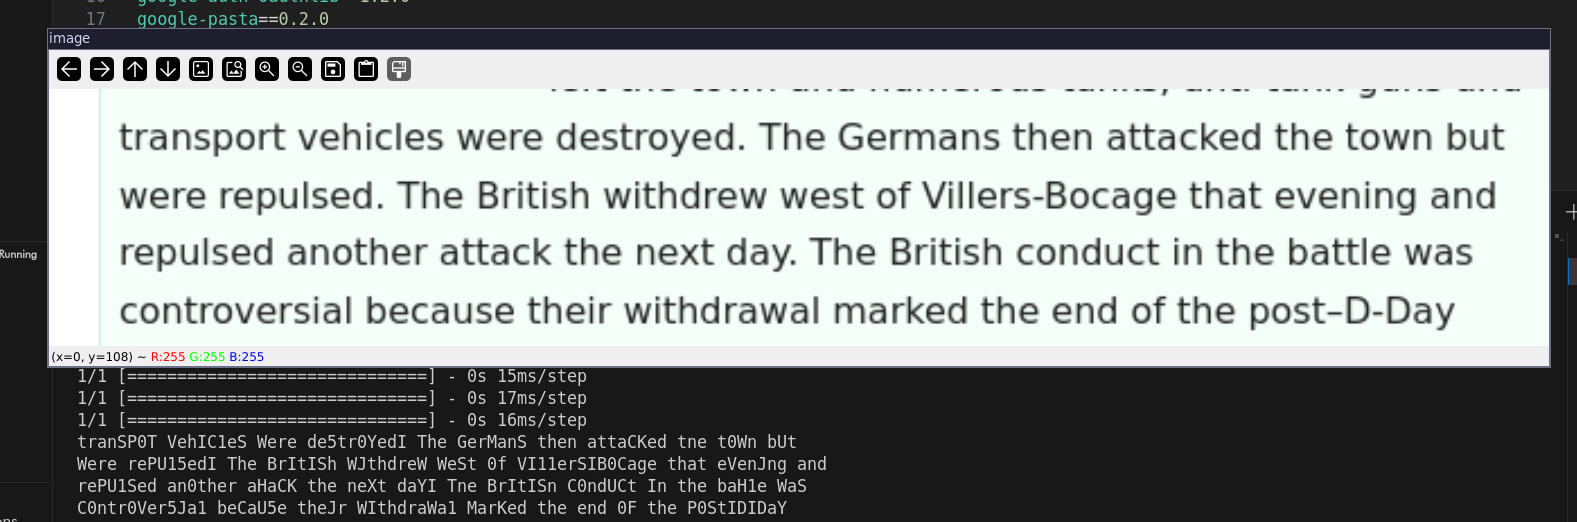 17 google-pasta==0.2.0
image
transport vehicles were destroyed. The Germans then attacked the town but
were repulsed. The British withdrew west of Villers-Bocage that evening and
repulsed another attack the next day. The British conduct in the battle was
controversial because their withdrawal marked the end of the post–D-Day
Running
(x=0, y=108) ~ R:255 G:255 B:255
1/1 [==============================] - 0s 15ms/step
1/1 [==============================] - 0s 17ms/step
1/1 [==============================] - 0s 16ms/step
tranSP0T VehIC1eS Were de5tr0YedI The GerManS then attaCKed tne t0Wn bUt
Were rePU15edI The BrItISh WJthdreW WeSt 0f VI11erSIB0Cage that eVenJng and
rePU1Sed an0ther aHaCK the neXt daYI Tne BrItISn C0ndUCt In the baH1e WaS
C0ntr0Ver5Ja1 beCaU5e theJr WIthdraWa1 MarKed the end 0F the P0StIDIDaY